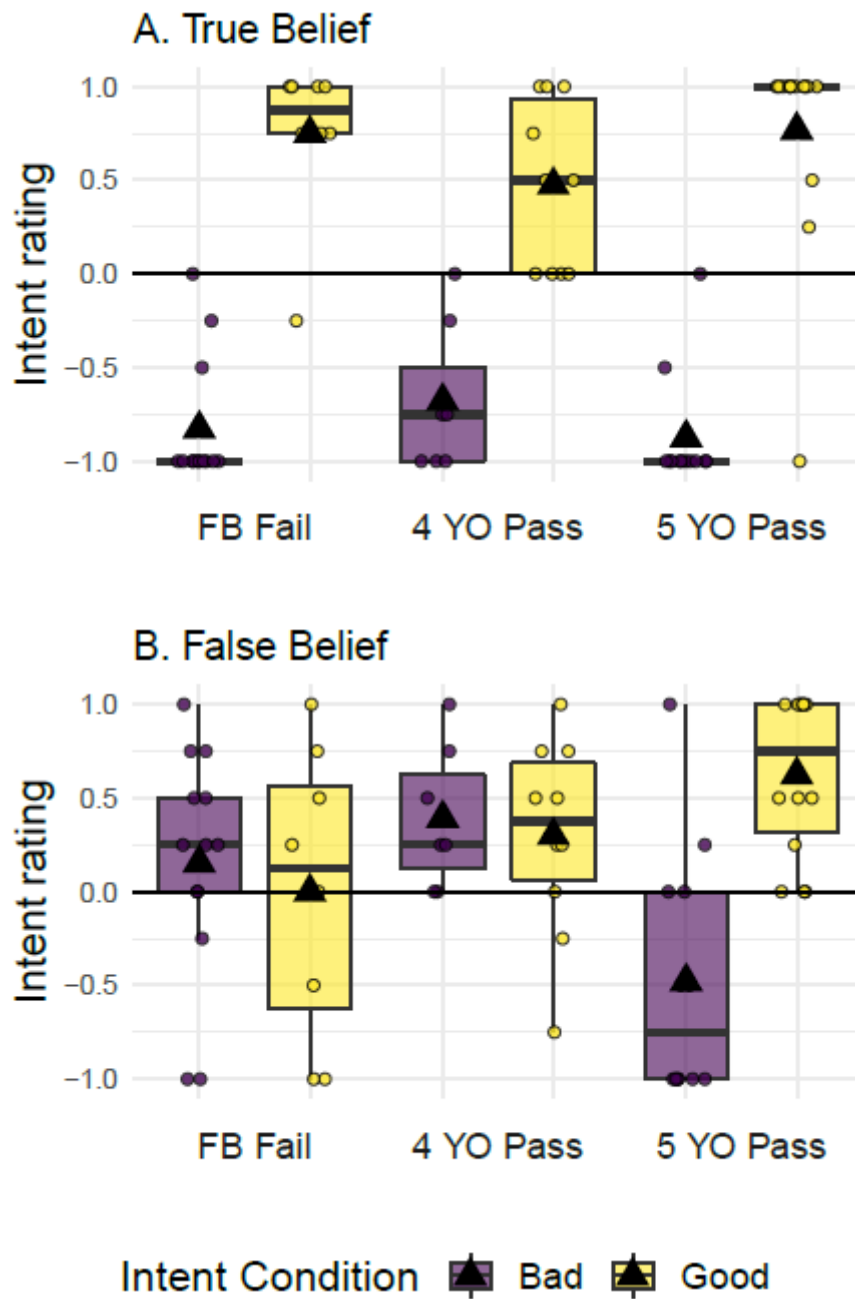 A. True Belief
Intent rating
1.0
0.5
0.0
−0.5
−1.0
FB Fail 4 YO Pass 5 YO Pass
B. False Belief
Intent rating
1.0
0.5
0.0
−0.5
−1.0
FB Fail 4 YO Pass 5 YO Pass
Intent Condition Bad Good